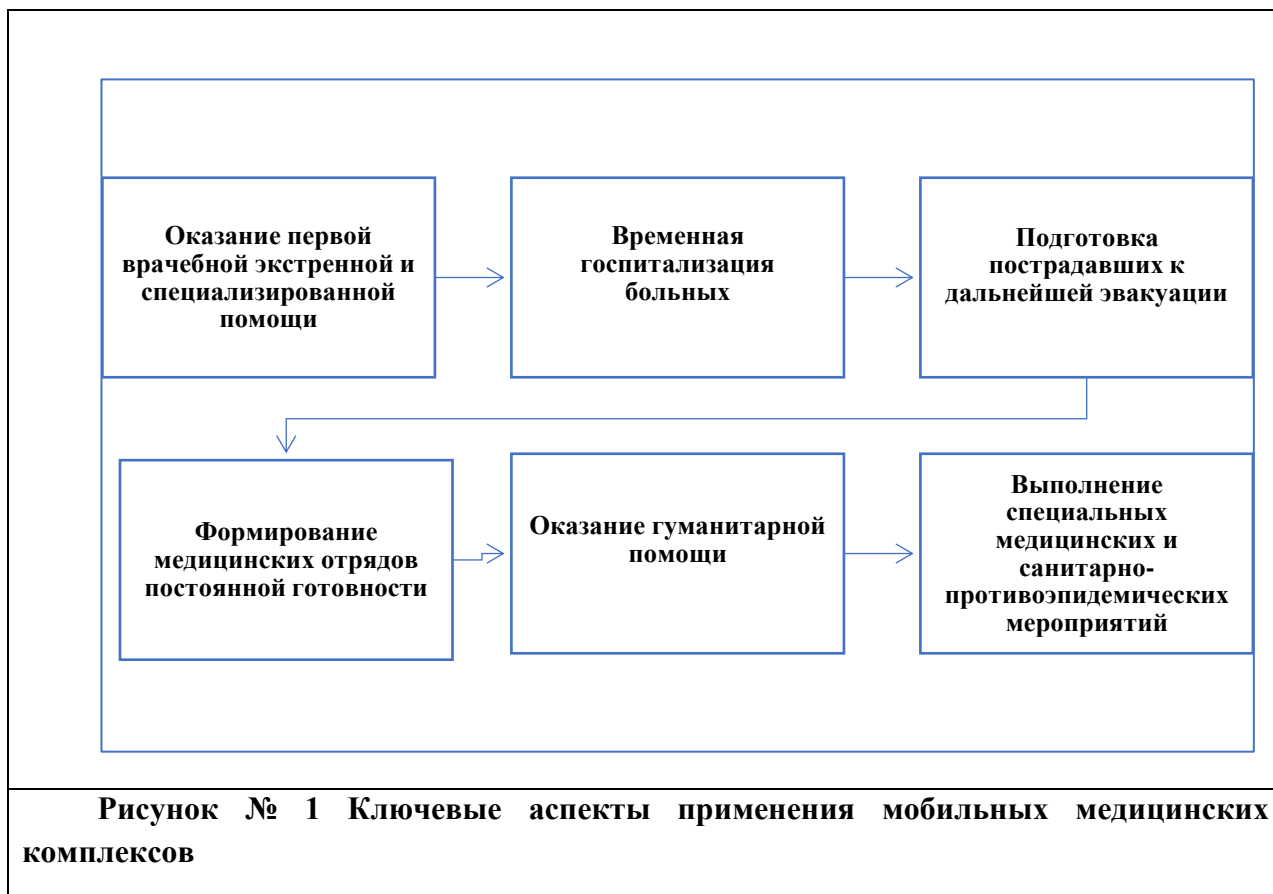 Оказание первой
врачебной экстренной и
специализированной
помощи
Временная
госпитализация
больных
Подготовка
пострадавших к
дальнейшей эвакуации
Формирование
медицинских отрядов
постоянной готовности
Оказание гуманитарной
помощи
Выполнение
специальных
медицинских и
санитарно-
противоэпидемических
мероприятий
Рисунок № 1 Ключевые аспекты применения мобильных медицинских
комплексов